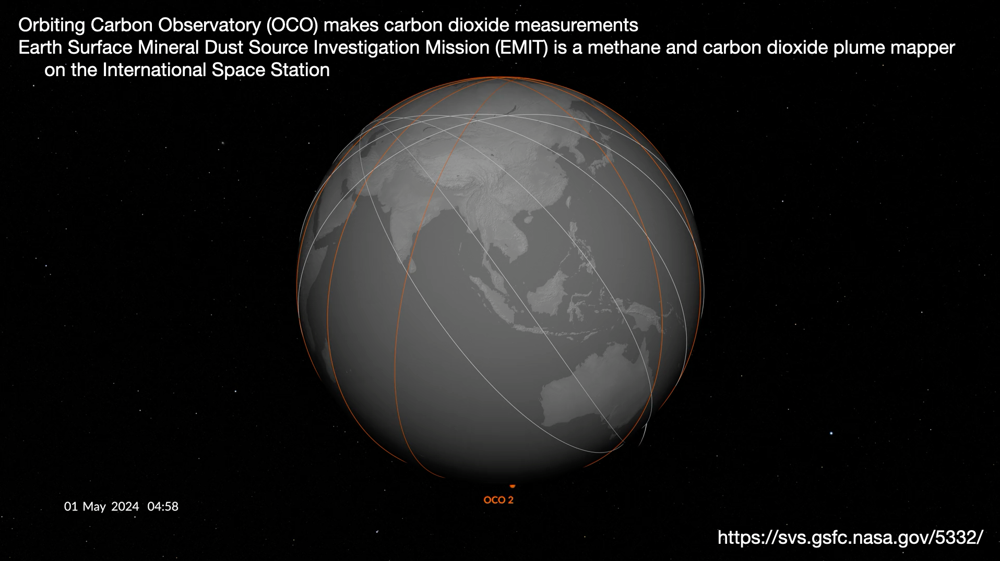 Orbiting Carbon Observatory (OCO) makes carbon dioxide measurements
Earth Surface Mineral Dust Source Investigation Mission (EMIT) is a methane and carbon dioxide plume mapper
on the International Space Station
OCO 2
01 May 2024 04:58
https://svs.gsfc.nasa.gov/5332/